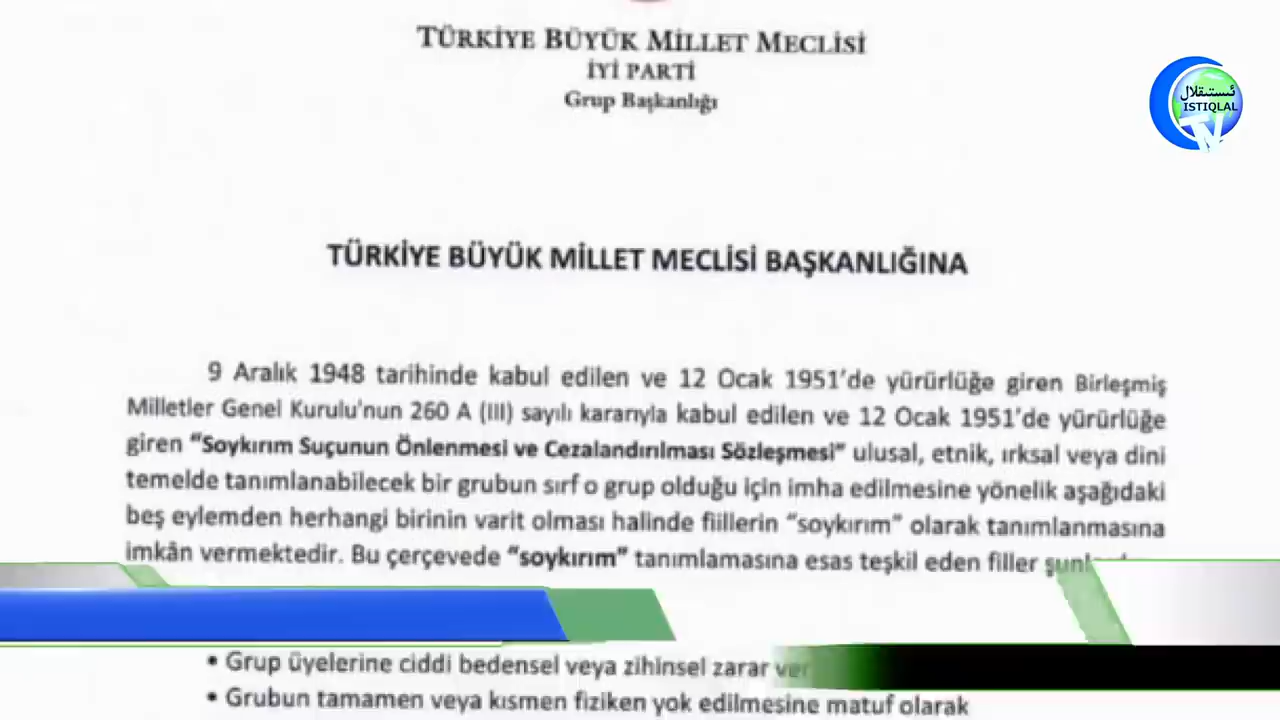 TÜRKİYE BÜYÜK MİLLET MECLİSİ
İYİ PARTİ
Grup Başkanlığı
ئىستىقلال
ISTIQLAL
TV
TÜRKİYE BÜYÜK MİLLET MECLİSİ BAŞKANLIĞINA
9 Aralık 1948 tarihinde kabul edilen ve 12 Ocak 1951’de yürürlüğe giren Birleşmiş
Milletler Genel Kurulu’nun 260 A (III) sayılı kararıyla kabul edilen ve 12 Ocak 1951’de yürürlüğe
giren “Soykırım Suçunun Önlenmesi ve Cezalandırılması Sözleşmesi” ulusal, etnik, ırksal veya dini
temelde tanımlanabilecek bir grubun sırf o grup olduğu için imha edilmesine yönelik aşağıdaki
beş eylemden herhangi birinin varit olması halinde fiillerin “soykırım” olarak tanımlanmasına
imkân vermektedir. Bu çerçevede “soykırım” tanımlamasına esas teşkil eden filler
• Grup üyelerine ciddi bedensel veya zihinsel zarar
• Grubun tamamen veya kısmen fiziken yok edilmesine matuf olarak